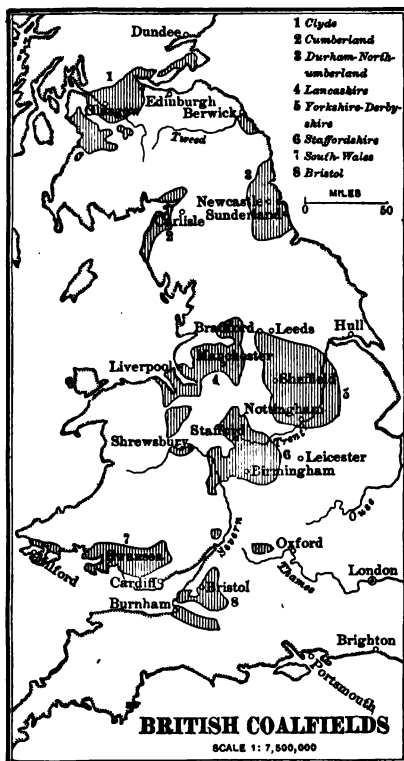 Dundee
1 Clyde
2 Cumberland
3 Durham-North-
umberland
4 Lancashire
5 Yorkshire-Derby-
shire
6 Staffordshire
7 South-Wales
8 Bristol
MILES
0 50
1
Glasgow
Edinburgh
Berwick
Tweed
3
Newcastle
Sunderland
Carlisle
2
Bradford
Leeds
Hull
Manchester
Liverpool
4
Sheffield
5
Nottingham
Trent
Stafford
Shrewsbury
6
Leicester
Birmingham
Ouse
Severn
7
Swansea
Milford
Cardiff
Oxford
Thames
London
Bristol
8
Burnham
Brighton
Portsmouth
BRITISH COALFIELDS
SCALE 1: 7,500,000